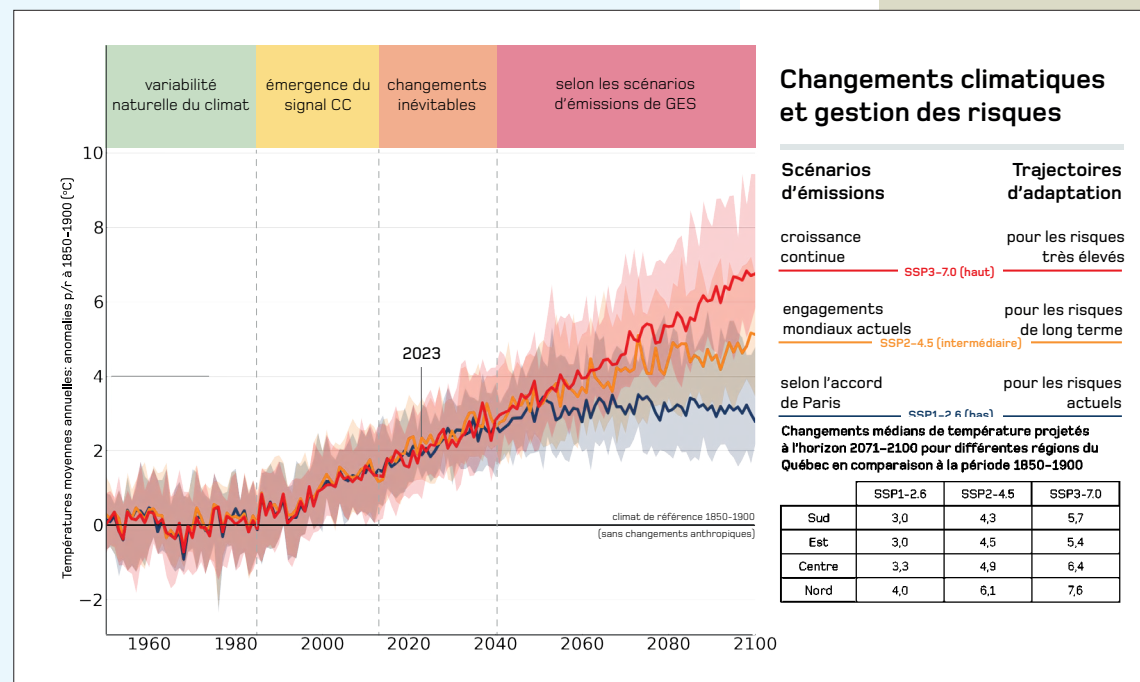 variabilité
naturelle du climat
émergence du
signal CC
changements
inévitables
selon les scénarios
d'émissions de GES
Températures moyennes annuelles: anomalies p/r à 1850-1900 (°C)
10
8
6
4
2
0
−2
2023
climat de référence 1850-1900
(sans changements anthropiques)
1960
1980
2000
2020
2040
2060
2080
2100
Changements climatiques
et gestion des risques
Scénarios
d'émissions
Trajectoires
d'adaptation
croissance
continue
pour les risques
très élevés
SSP3-7.0 (haut)
engagements
mondiaux actuels
pour les risques
de long terme
SSP2-4.5 (intermédiaire)
selon l'accord
de Paris
pour les risques
actuels
SSP1-2.6 (bas)
Changements médians de température projetés
à l'horizon 2071-2100 pour différentes régions du
Québec en comparaison à la période 1850-1900
SSP1-2.6 SSP2-4.5 SSP3-7.0
Sud 3,0 4,3 5,7
Est 3,0 4,5 5,4
Centre 3,3 4,9 6,4
Nord 4,0 6,1 7,6